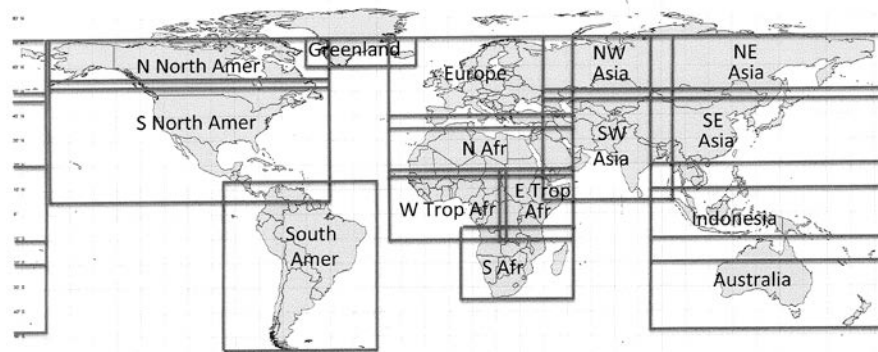 Greenland
N North Amer
Europe
NW
Asia
NE
Asia
S North Amer
N Afr
SW
Asia
SE
Asia
W Trop Afr
E Trop
Afr
Indonesia
South
Amer
S Afr
Australia